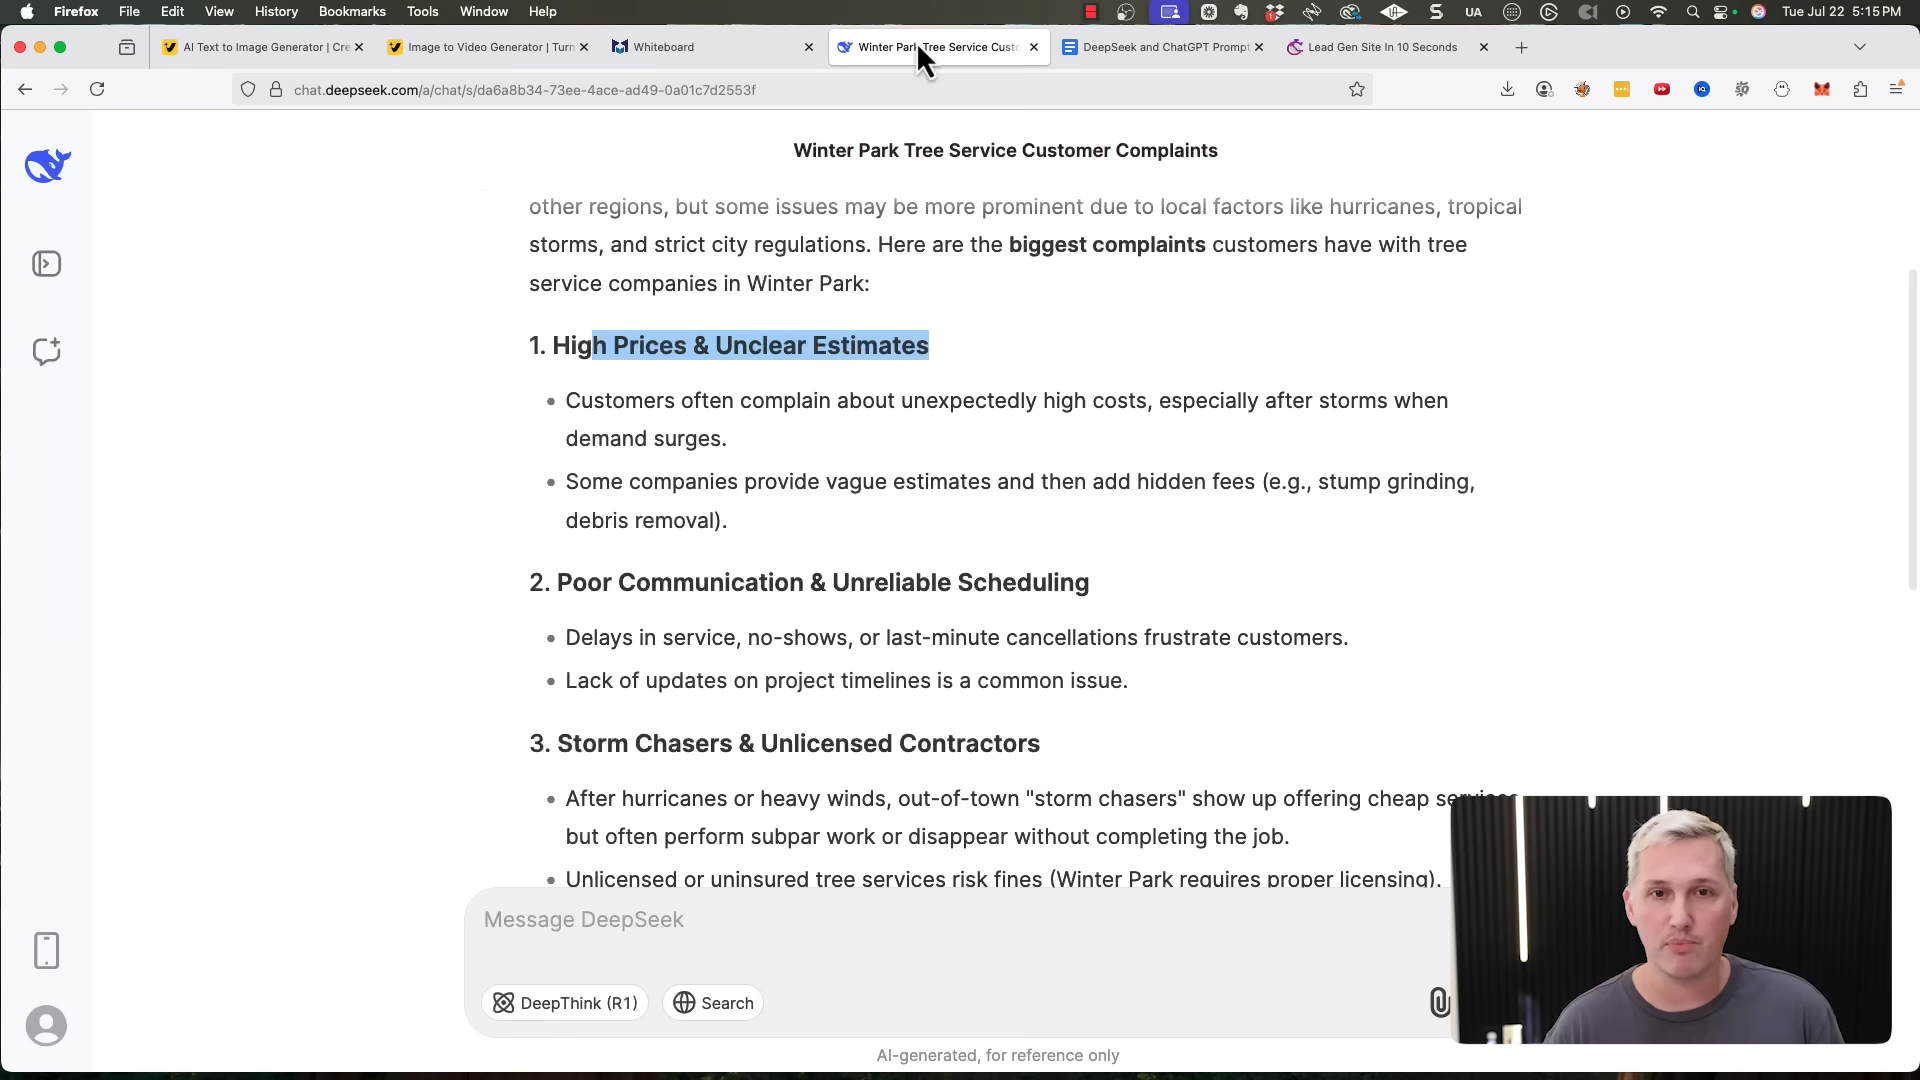 Firefox File Edit View History Bookmarks Tools Window Help UA Tue Jul 22 5:15 PM
AI Text to Image Generator | Cre Image to Video Generator | Turn Whiteboard Winter Park Tree Service Custo DeepSeek and ChatGPT Prompt Lead Gen Site In 10 Seconds
chat.deepseek.com/a/chat/s/da6a8b34-73ee-4ace-ad49-0a01c7d2553f
Winter Park Tree Service Customer Complaints
other regions, but some issues may be more prominent due to local factors like hurricanes, tropical
storms, and strict city regulations. Here are the biggest complaints customers have with tree
service companies in Winter Park:
1. High Prices & Unclear Estimates
• Customers often complain about unexpectedly high costs, especially after storms when
demand surges.
• Some companies provide vague estimates and then add hidden fees (e.g., stump grinding,
debris removal).
2. Poor Communication & Unreliable Scheduling
• Delays in service, no-shows, or last-minute cancellations frustrate customers.
• Lack of updates on project timelines is a common issue.
3. Storm Chasers & Unlicensed Contractors
• After hurricanes or heavy winds, out-of-town "storm chasers" show up offering cheap services
but often perform subpar work or disappear without completing the job.
• Unlicensed or uninsured tree services risk fines (Winter Park requires proper licensing).
Message DeepSeek
DeepThink (R1) Search
AI-generated, for reference only